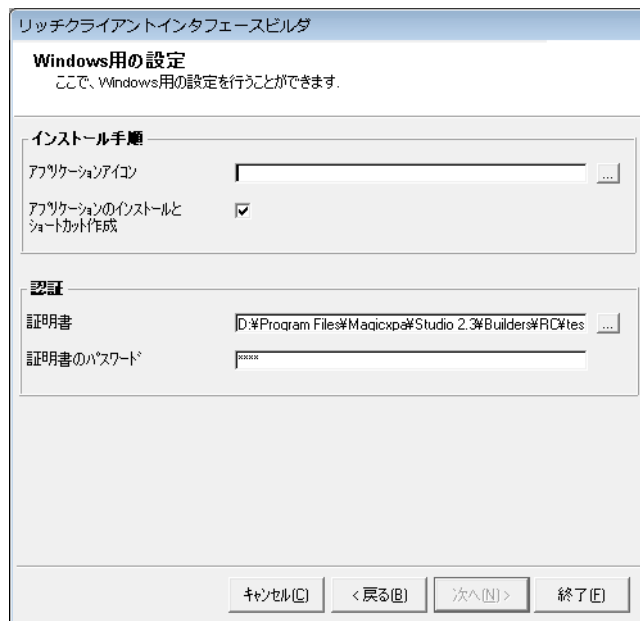 リッチクライアントインタフェースビルダ
Windows用の設定
ここで、Windows用の設定を行うことができます.
インストール手順
アプリケーションアイコン
...
アプリケーションのインストールと
ショートカット作成
認証
証明書
D:¥Program Files¥Magicxpa¥Studio 2.3¥Builders¥RC¥tes
...
証明書のパスワード
****
キャンセル(C)
<戻る(B)
次へ(N)>
終了(F)